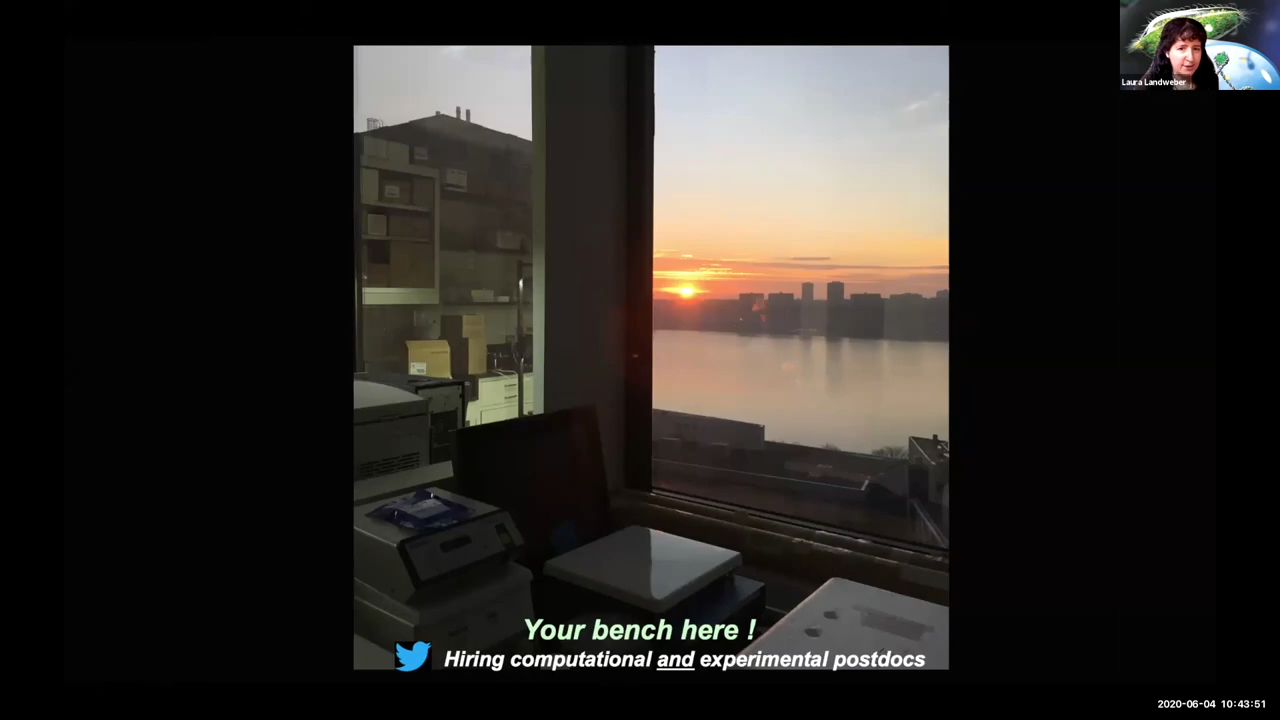 Laura Landweber
Your bench here !
Hiring computational and experimental postdocs
2020-06-04 10:43:51